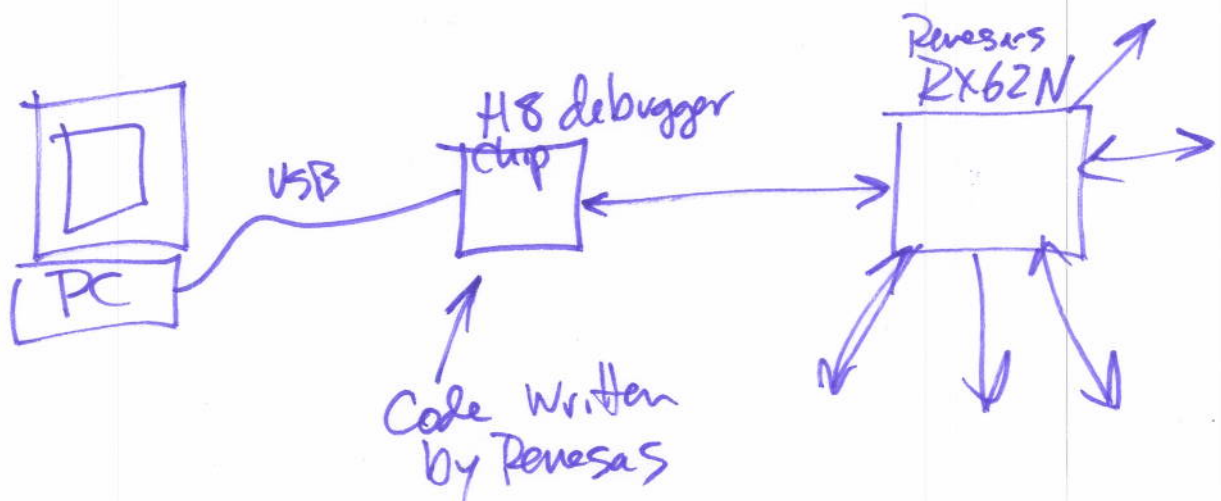 Renesas
RX62N
H8 debugger
chip
USB
PC
Code Written
by Renesas